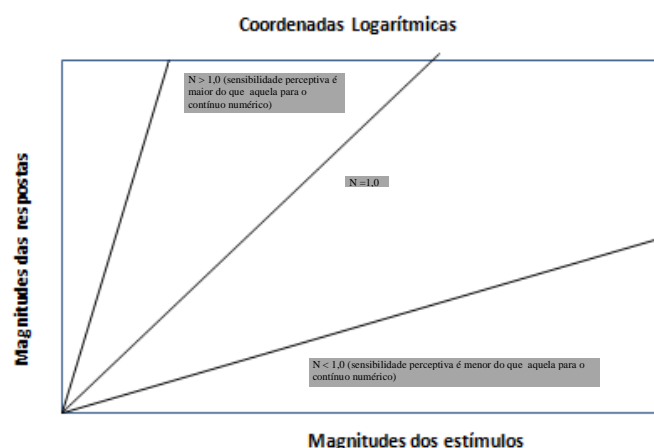 Coordenadas Logarítmicas
N > 1,0 (sensibilidade perceptiva é
maior do que aquela para o
contínuo numérico)
N =1,0
Magnitudes das respostas
N < 1,0 (sensibilidade perceptiva é menor do que aquela para o
contínuo numérico)
Magnitudes dos estímulos